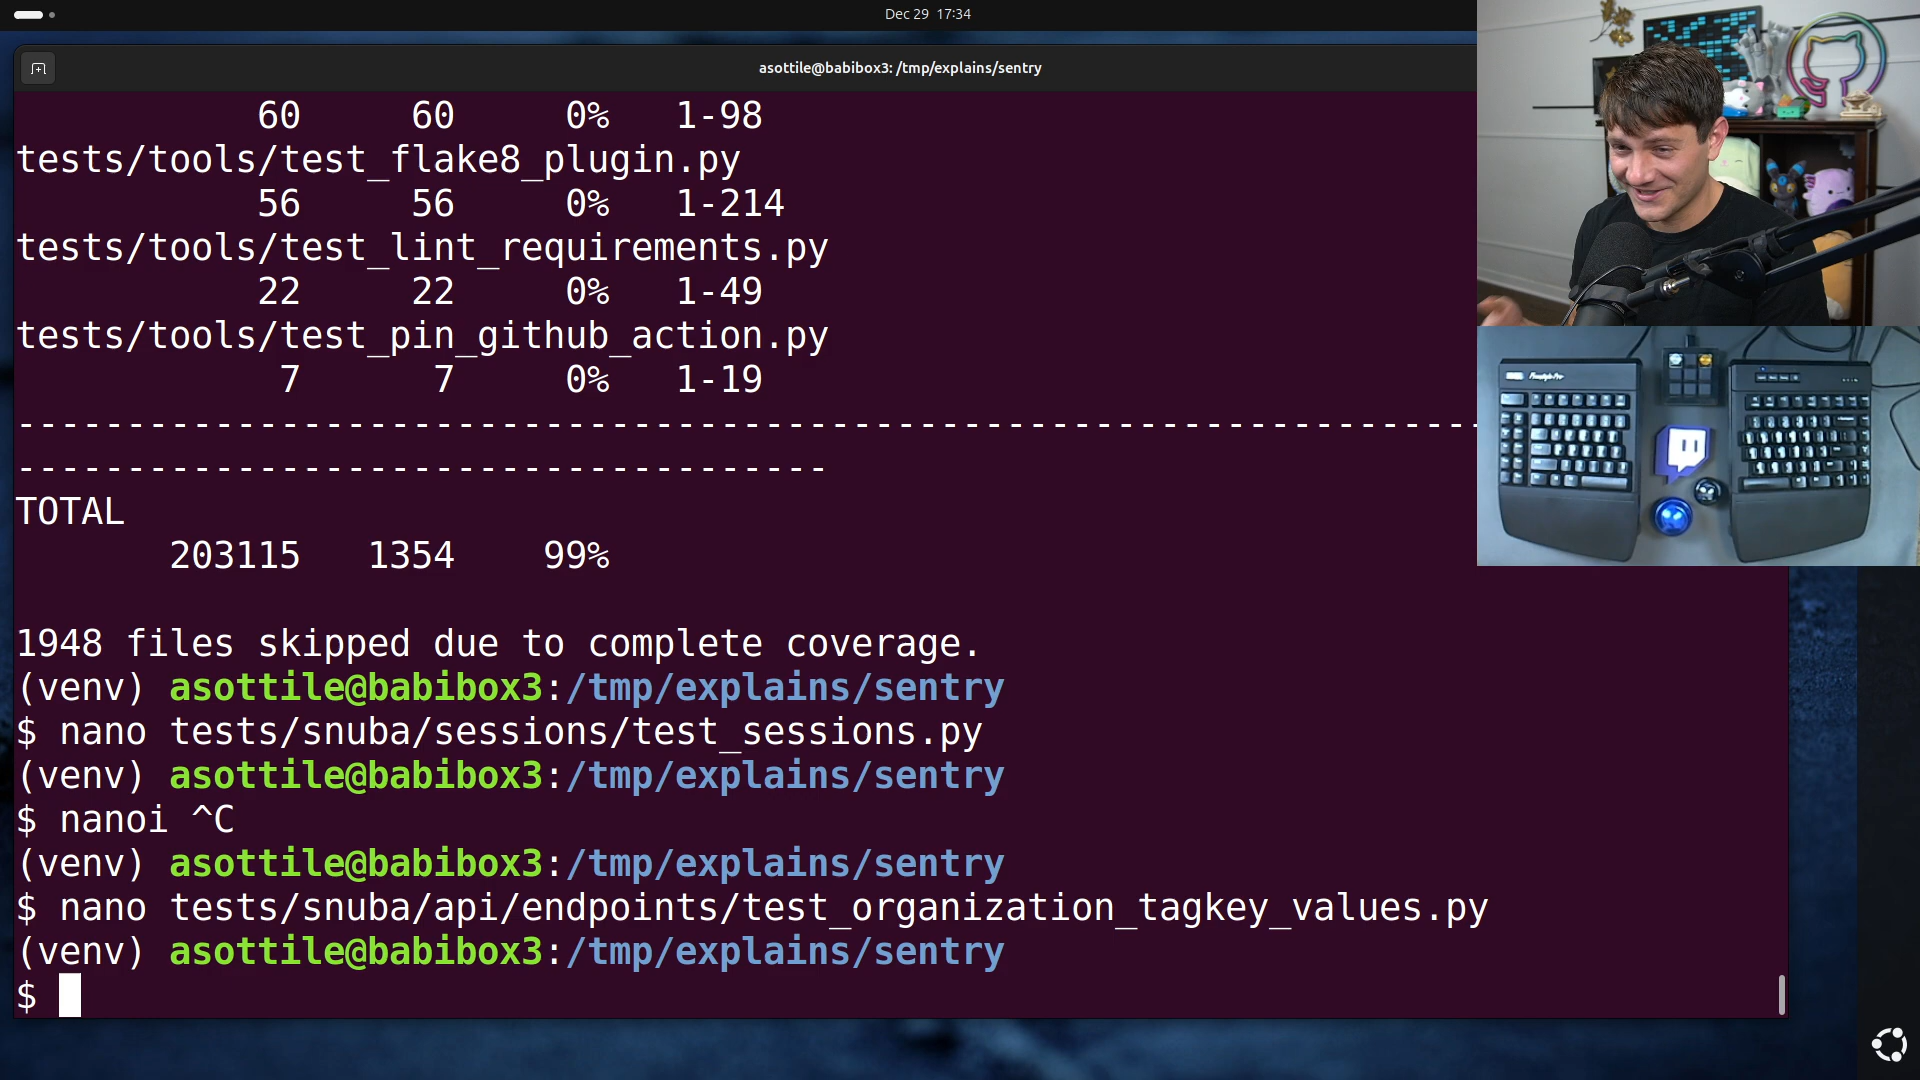 Dec 29 17:34
asottile@babibox3: /tmp/explains/sentry
60 60 0% 1-98
tests/tools/test_flake8_plugin.py
56 56 0% 1-214
tests/tools/test_lint_requirements.py
22 22 0% 1-49
tests/tools/test_pin_github_action.py
7 7 0% 1-19
-------------------------------------------------------------------
-------------------------------------
TOTAL
203115 1354 99%
1948 files skipped due to complete coverage.
(venv) asottile@babibox3:/tmp/explains/sentry
$ nano tests/snuba/sessions/test_sessions.py
(venv) asottile@babibox3:/tmp/explains/sentry
$ nanoi ^C
(venv) asottile@babibox3:/tmp/explains/sentry
$ nano tests/snuba/api/endpoints/test_organization_tagkey_values.py
(venv) asottile@babibox3:/tmp/explains/sentry
$